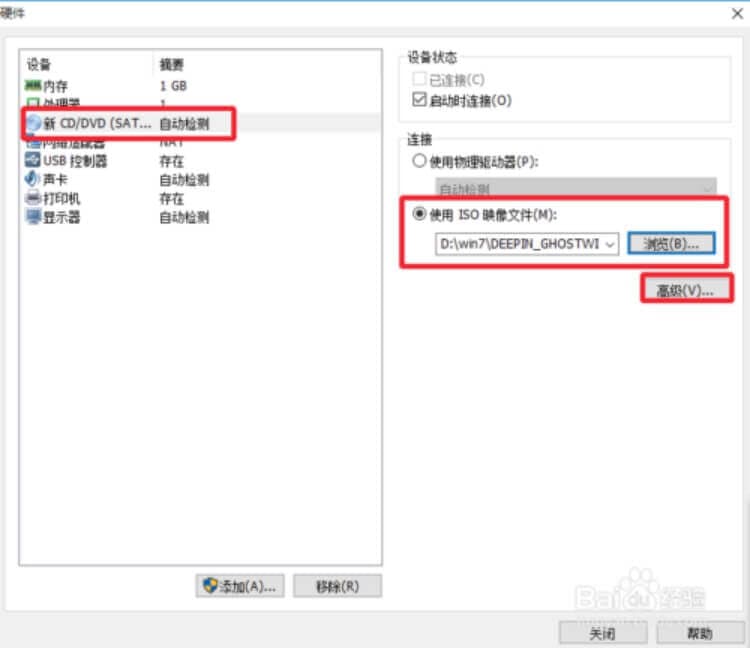 硬件
设备 摘要
内存 1 GB
处理器 1
新 CD/DVD (SAT... 自动检测
网络适配器 NAT
USB 控制器 存在
声卡 自动检测
打印机 存在
显示器 自动检测
添加(A)... 移除(R)
设备状态
已连接(C)
启动时连接(O)
连接
使用物理驱动器(P):
自动检测
使用 ISO 映像文件(M):
D:\win7\DEEPIN_GHOSTWI 浏览(B)...
高级(V)...
Baidu 经验
关闭 帮助